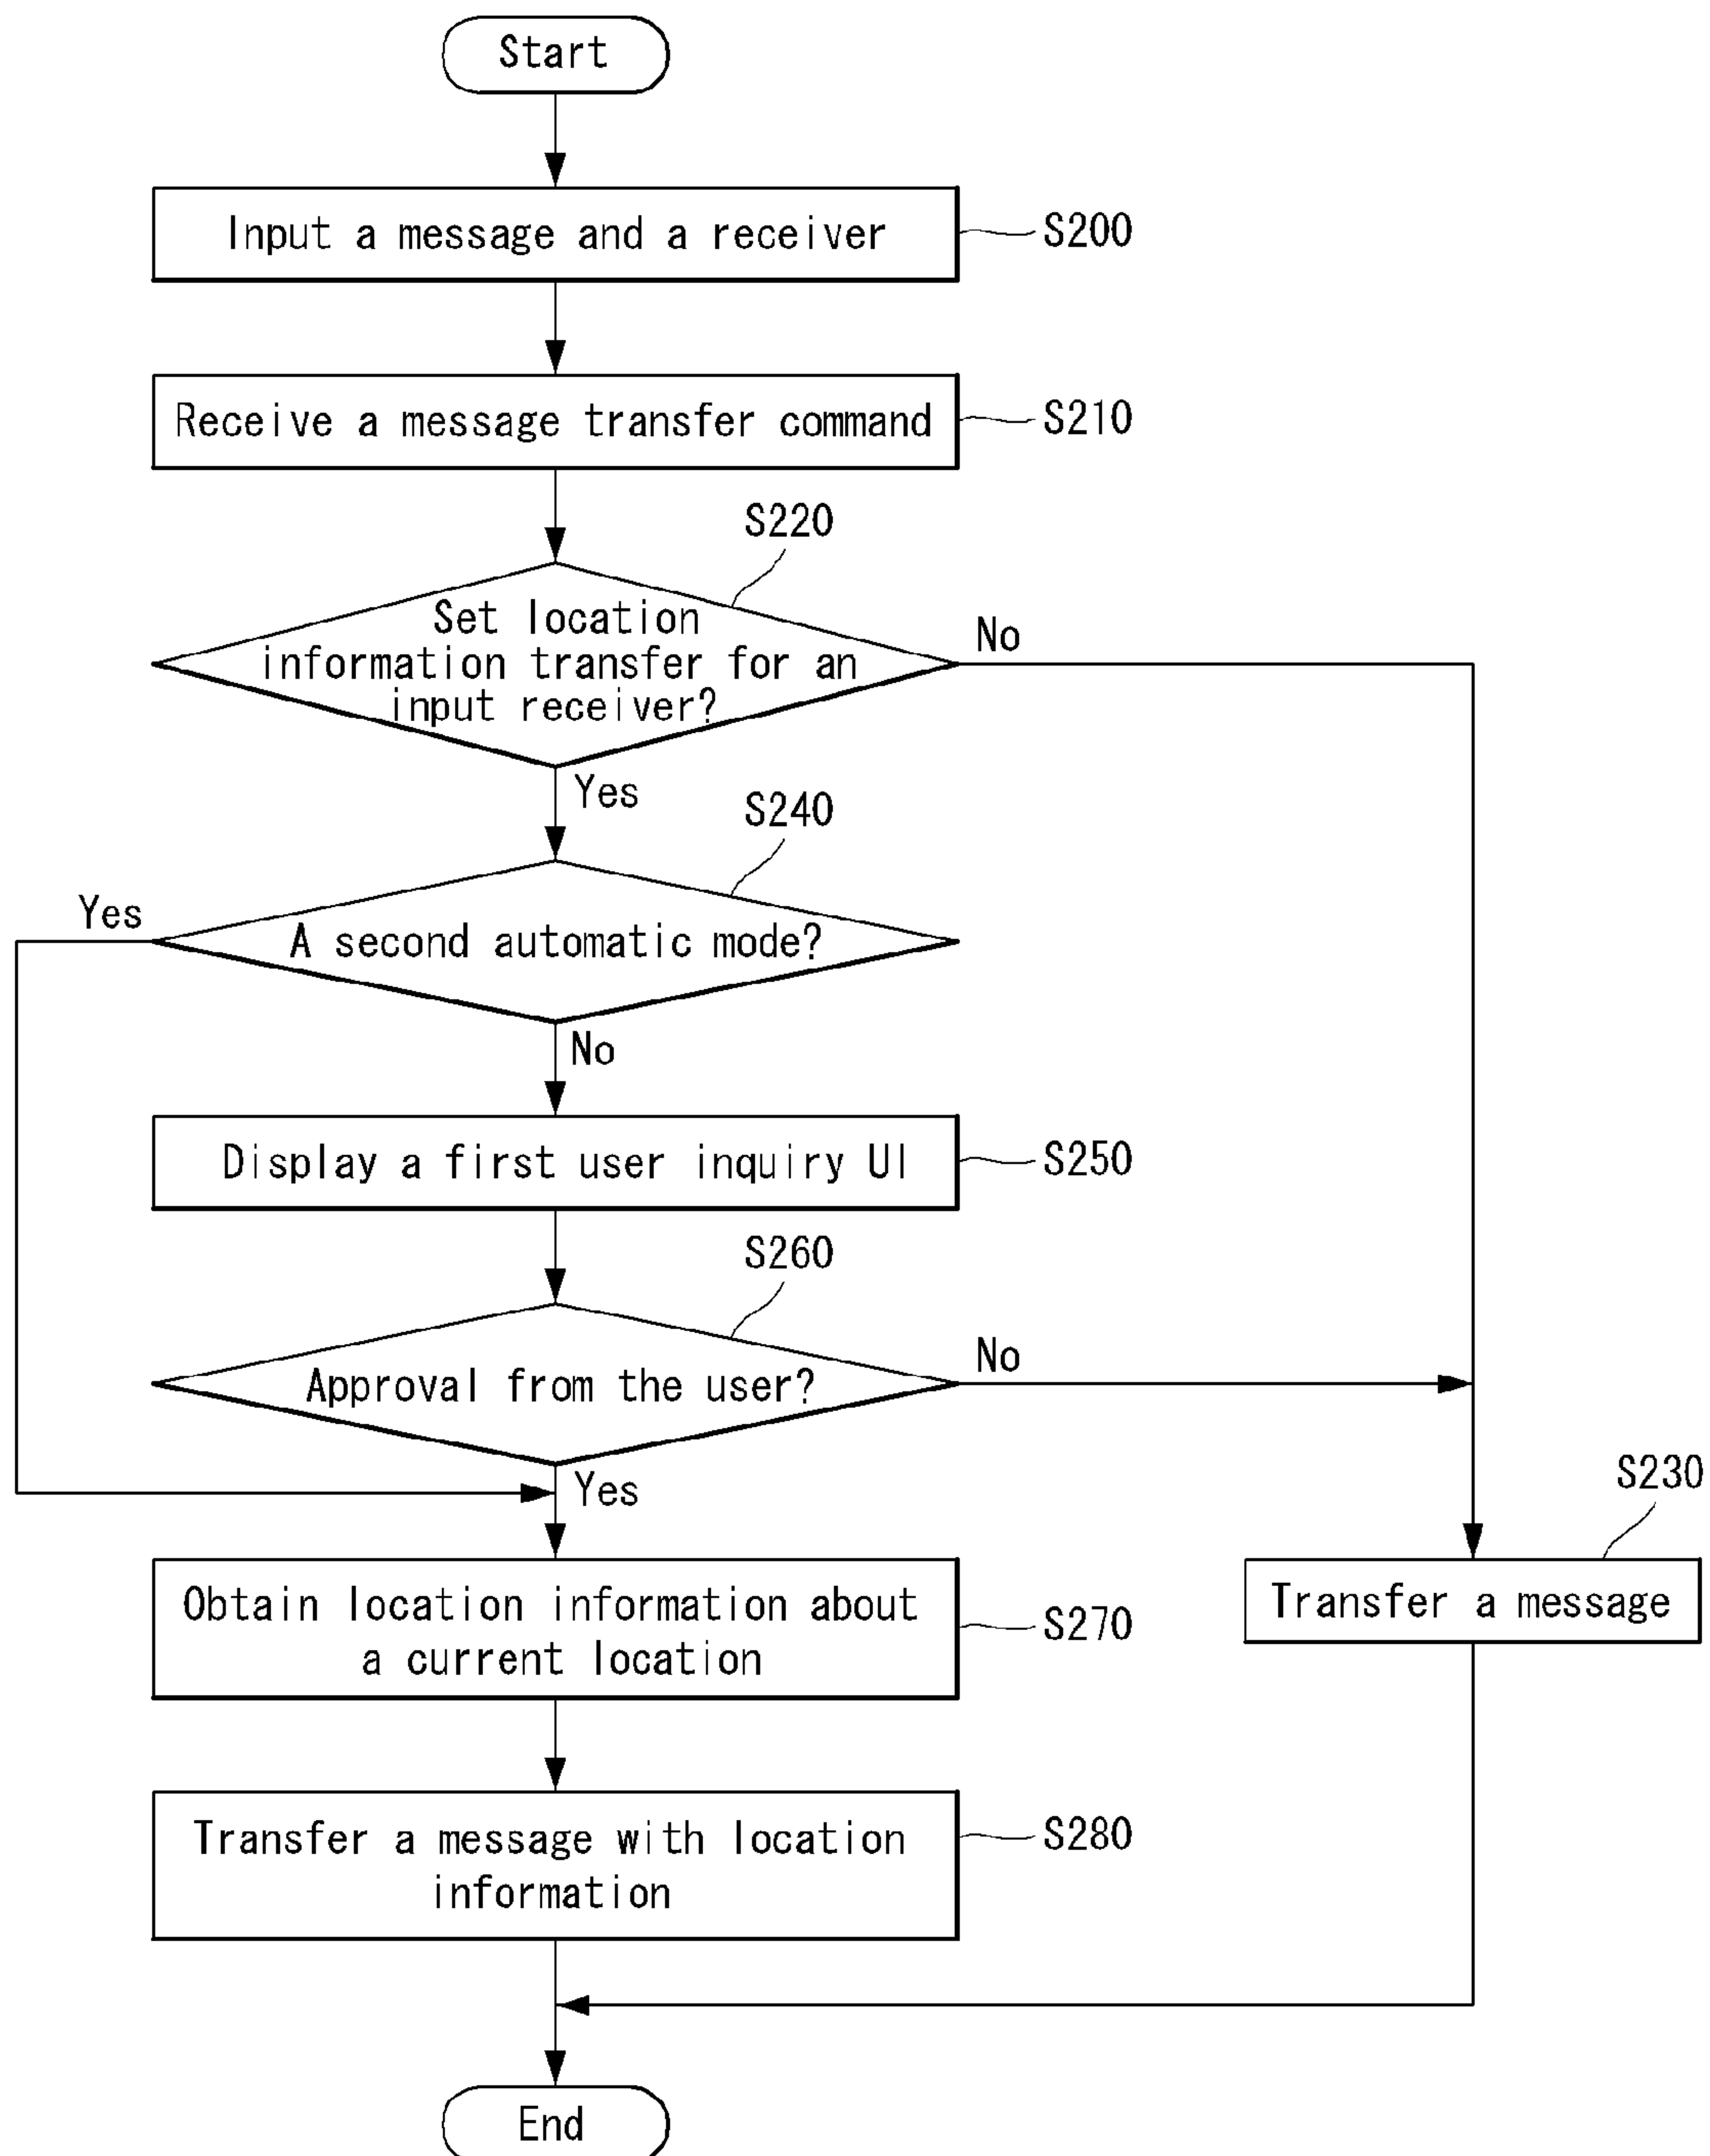 Start
Input a message and a receiver
S200
Receive a message transfer command
S210
S220
Set location
information transfer for an
input receiver?
No
Yes
S240
Yes
A second automatic mode?
No
Display a first user inquiry UI
S250
S260
Approval from the user?
No
Yes
S230
Obtain location information about
a current location
S270
Transfer a message
Transfer a message with location
information
S280
End